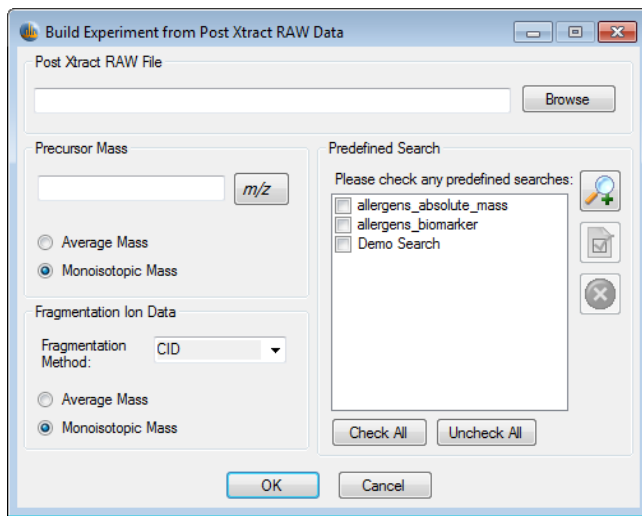 Build Experiment from Post Xtract RAW Data
Post Xtract RAW File
Browse
Precursor Mass
m/z
Average Mass
Monoisotopic Mass
Fragmentation Ion Data
Fragmentation
Method:
CID
Average Mass
Monoisotopic Mass
Predefined Search
Please check any predefined searches:
allergens_absolute_mass
allergens_biomarker
Demo Search
Check All
Uncheck All
OK
Cancel